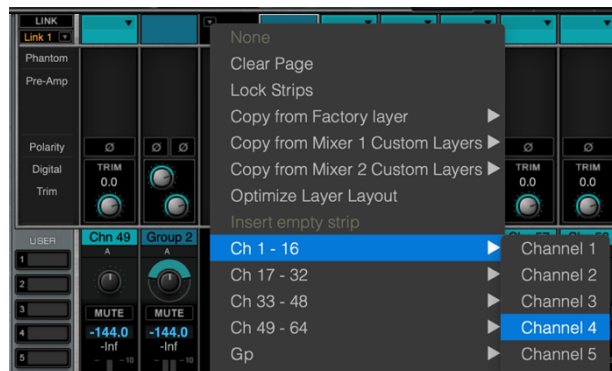 LINK
Link 1
Phantom
Pre-Amp
Polarity
Ø
Ø Ø
Ø
Ø
Digital
Trim
TRIM
0.0
TRIM
0.0
TRIM
0.0
USER
Chn 49
Group 2
A
A
1
2
3
4
5
MUTE
MUTE
-144.0
-144.0
-Inf
-Inf
-10
-10
None
Clear Page
Lock Strips
Copy from Factory layer
Copy from Mixer 1 Custom Layers
Copy from Mixer 2 Custom Layers
Optimize Layer Layout
Insert empty strip
Ch 1 - 16
Ch 17 - 32
Ch 33 - 48
Ch 49 - 64
Gp
Channel 1
Channel 2
Channel 3
Channel 4
Channel 5